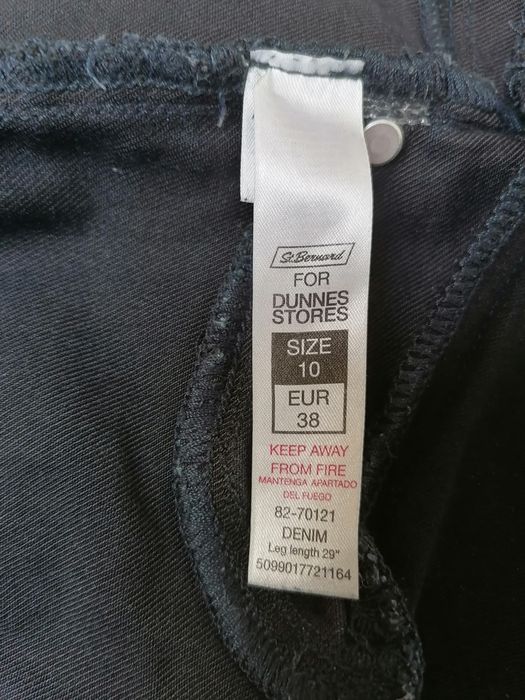 St.Bernard
FOR
DUNNES
STORES
SIZE
10
EUR
38
KEEP AWAY
FROM FIRE
MANTENGA APARTADO
DEL FUEGO
82-70121
DENIM
Leg length 29"
5099017721164